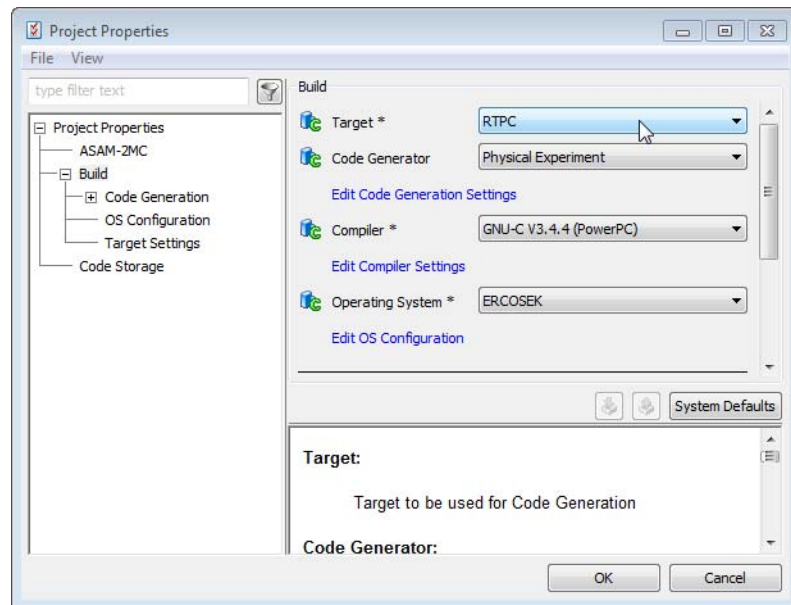 Project Properties
File View
type filter text
Project Properties
ASAM-2MC
Build
Code Generation
OS Configuration
Target Settings
Code Storage
Build
Target * RTPC
Code Generator Physical Experiment
Edit Code Generation Settings
Compiler * GNU-C V3.4.4 (PowerPC)
Edit Compiler Settings
Operating System * ERCOSEK
Edit OS Configuration
System Defaults
Target:
Target to be used for Code Generation
Code Generator:
OK Cancel